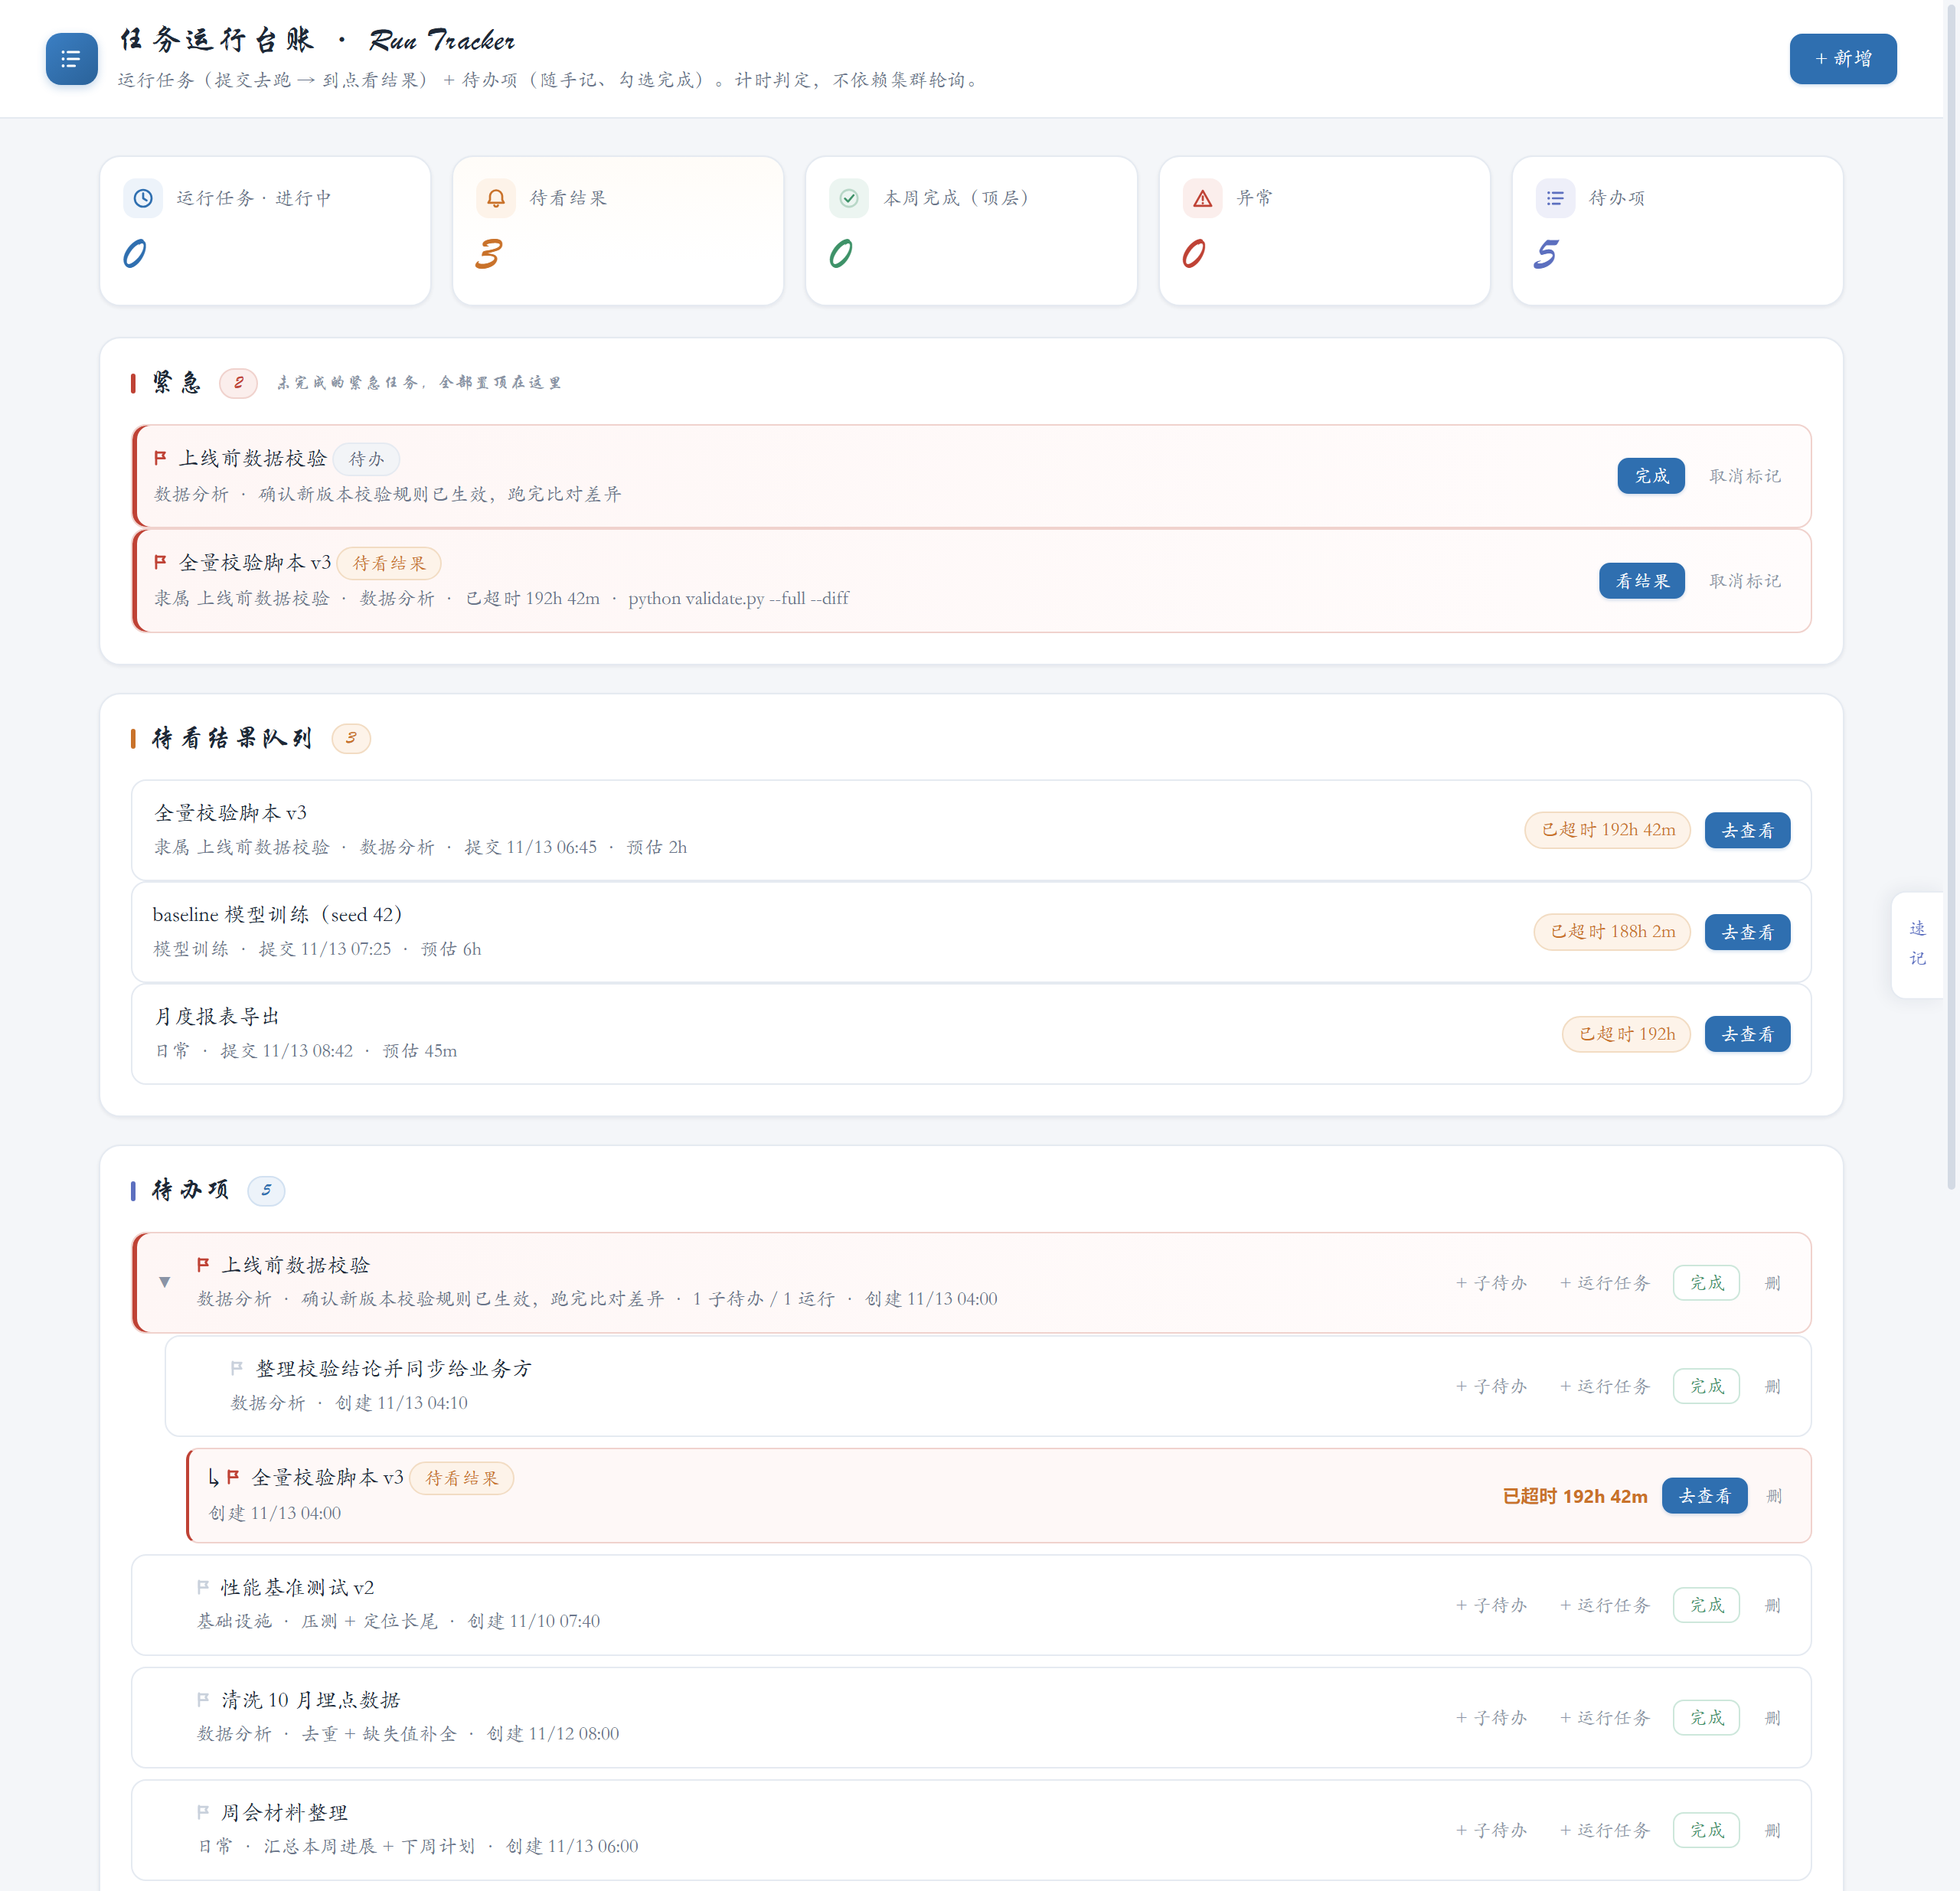 任务运行台账 · Run Tracker
运行任务（提交去跑 → 到点看结果）+ 待办项（随手记、勾选完成）。计时判定，不依赖集群轮询。
+ 新增
运行任务 · 进行中
0
待看结果
3
本周完成（顶层）
0
异常
0
待办项
5
紧急 2 未完成的紧急任务，全部置顶在这里
上线前数据校验 待办
数据分析 · 确认新版本校验规则已生效，跑完比对差异
完成 取消标记
全量校验脚本 v3 待看结果
隶属 上线前数据校验 · 数据分析 · 已超时 192h 42m · python validate.py --full --diff
看结果 取消标记
待看结果队列 3
全量校验脚本 v3
隶属 上线前数据校验 · 数据分析 · 提交 11/13 06:45 · 预估 2h
已超时 192h 42m 去查看
baseline 模型训练（seed 42）
模型训练 · 提交 11/13 07:25 · 预估 6h
已超时 188h 2m 去查看
月度报表导出
日常 · 提交 11/13 08:42 · 预估 45m
已超时 192h 去查看
速
记
待办项 5
▼ 上线前数据校验
数据分析 · 确认新版本校验规则已生效，跑完比对差异 · 1 子待办 / 1 运行 · 创建 11/13 04:00
+ 子待办 + 运行任务 完成 删
整理校验结论并同步给业务方
数据分析 · 创建 11/13 04:10
+ 子待办 + 运行任务 完成 删
↳ 全量校验脚本 v3 待看结果
创建 11/13 04:00
已超时 192h 42m 去查看 删
性能基准测试 v2
基础设施 · 压测 + 定位长尾 · 创建 11/10 07:40
+ 子待办 + 运行任务 完成 删
清洗 10 月埋点数据
数据分析 · 去重 + 缺失值补全 · 创建 11/12 08:00
+ 子待办 + 运行任务 完成 删
周会材料整理
日常 · 汇总本周进展 + 下周计划 · 创建 11/13 06:00
+ 子待办 + 运行任务 完成 删